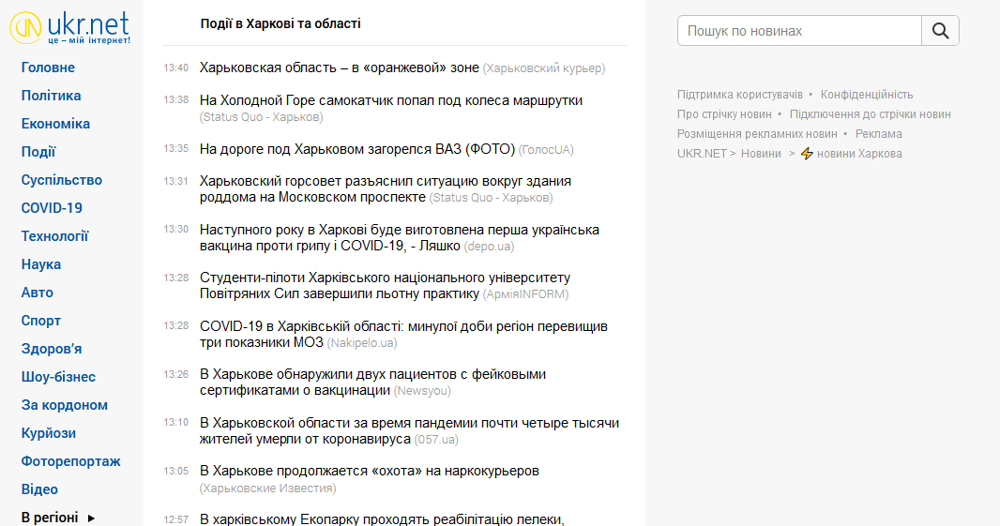 ukr.net
це – мій інтернет!
Головне
Політика
Економіка
Події
Суспільство
COVID-19
Технології
Наука
Авто
Спорт
Здоров'я
Шоу-бізнес
За кордоном
Курйози
Фоторепортаж
Відео
В регіоні
Події в Харкові та області
13:40 Харьковская область – в «оранжевой» зоне (Харьковский курьер)
13:38 На Холодной Горе самокатчик попал под колеса маршрутки
(Status Quo - Харьков)
13:35 На дороге под Харьковом загорелся ВАЗ (ФОТО) (ГолосUA)
13:31 Харьковский горсовет разъяснил ситуацию вокруг здания
роддома на Московском проспекте (Status Quo - Харьков)
13:30 Наступного року в Харкові буде виготовлена перша українська
вакцина проти грипу і COVID-19, - Ляшко (depo.ua)
13:28 Студенти-пілоти Харківського національного університету
Повітряних Сил завершили льотну практику (АрміяINFORM)
13:28 COVID-19 в Харківській області: минулої доби регіон перевищив
три показники МОЗ (Nakipelo.ua)
13:26 В Харькове обнаружили двух пациентов с фейковыми
сертификатами о вакцинации (Newsyou)
13:10 В Харьковской области за время пандемии почти четыре тысячи
жителей умерли от коронавируса (057.ua)
13:05 В Харькове продолжается «охота» на наркокурьеров
(Харьковские Известия)
12:57 В харківському Екопарку проходять реабілітацію лелеки,
Пошук по новинах
Підтримка користувачів • Конфіденційність
Про стрічку новин • Підключення до стрічки новин
Розміщення рекламних новин • Реклама
UKR.NET > Новини > ⚡ новини Харкова